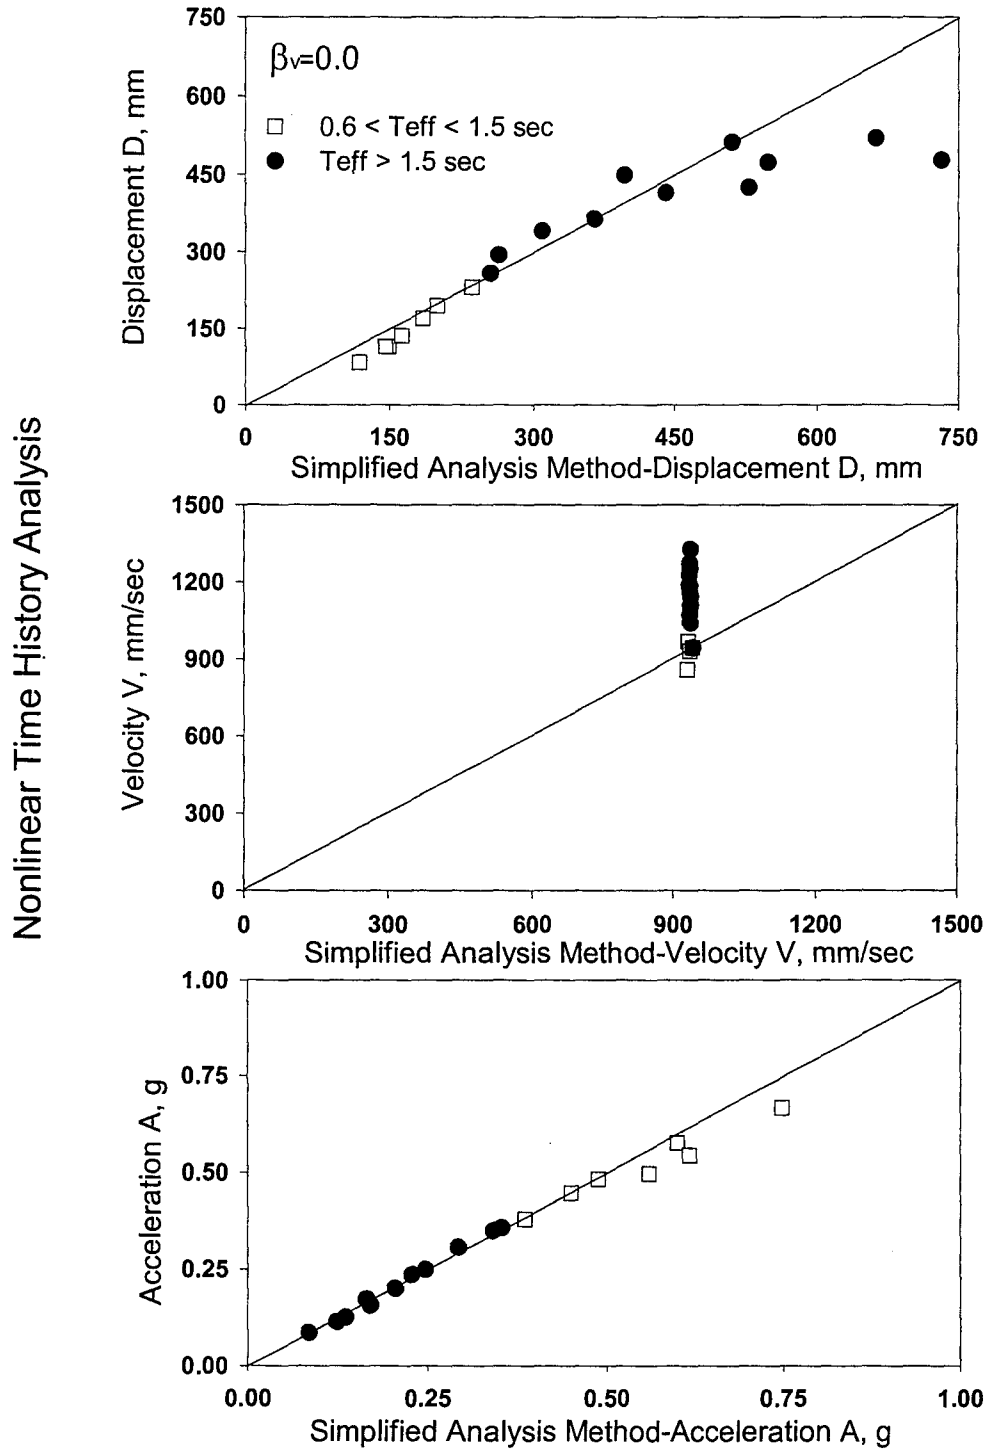 Nonlinear Time History Analysis
Displacement D, mm
750
600
450
300
150
0
βv=0.0
0.6 < Teff < 1.5 sec
Teff > 1.5 sec
0 150 300 450 600 750
Simplified Analysis Method-Displacement D, mm
Velocity V, mm/sec
1500
1200
900
600
300
0
0 300 600 900 1200 1500
Simplified Analysis Method-Velocity V, mm/sec
Acceleration A, g
1.00
0.75
0.50
0.25
0.00
0.00 0.25 0.50 0.75 1.00
Simplified Analysis Method-Acceleration A, g